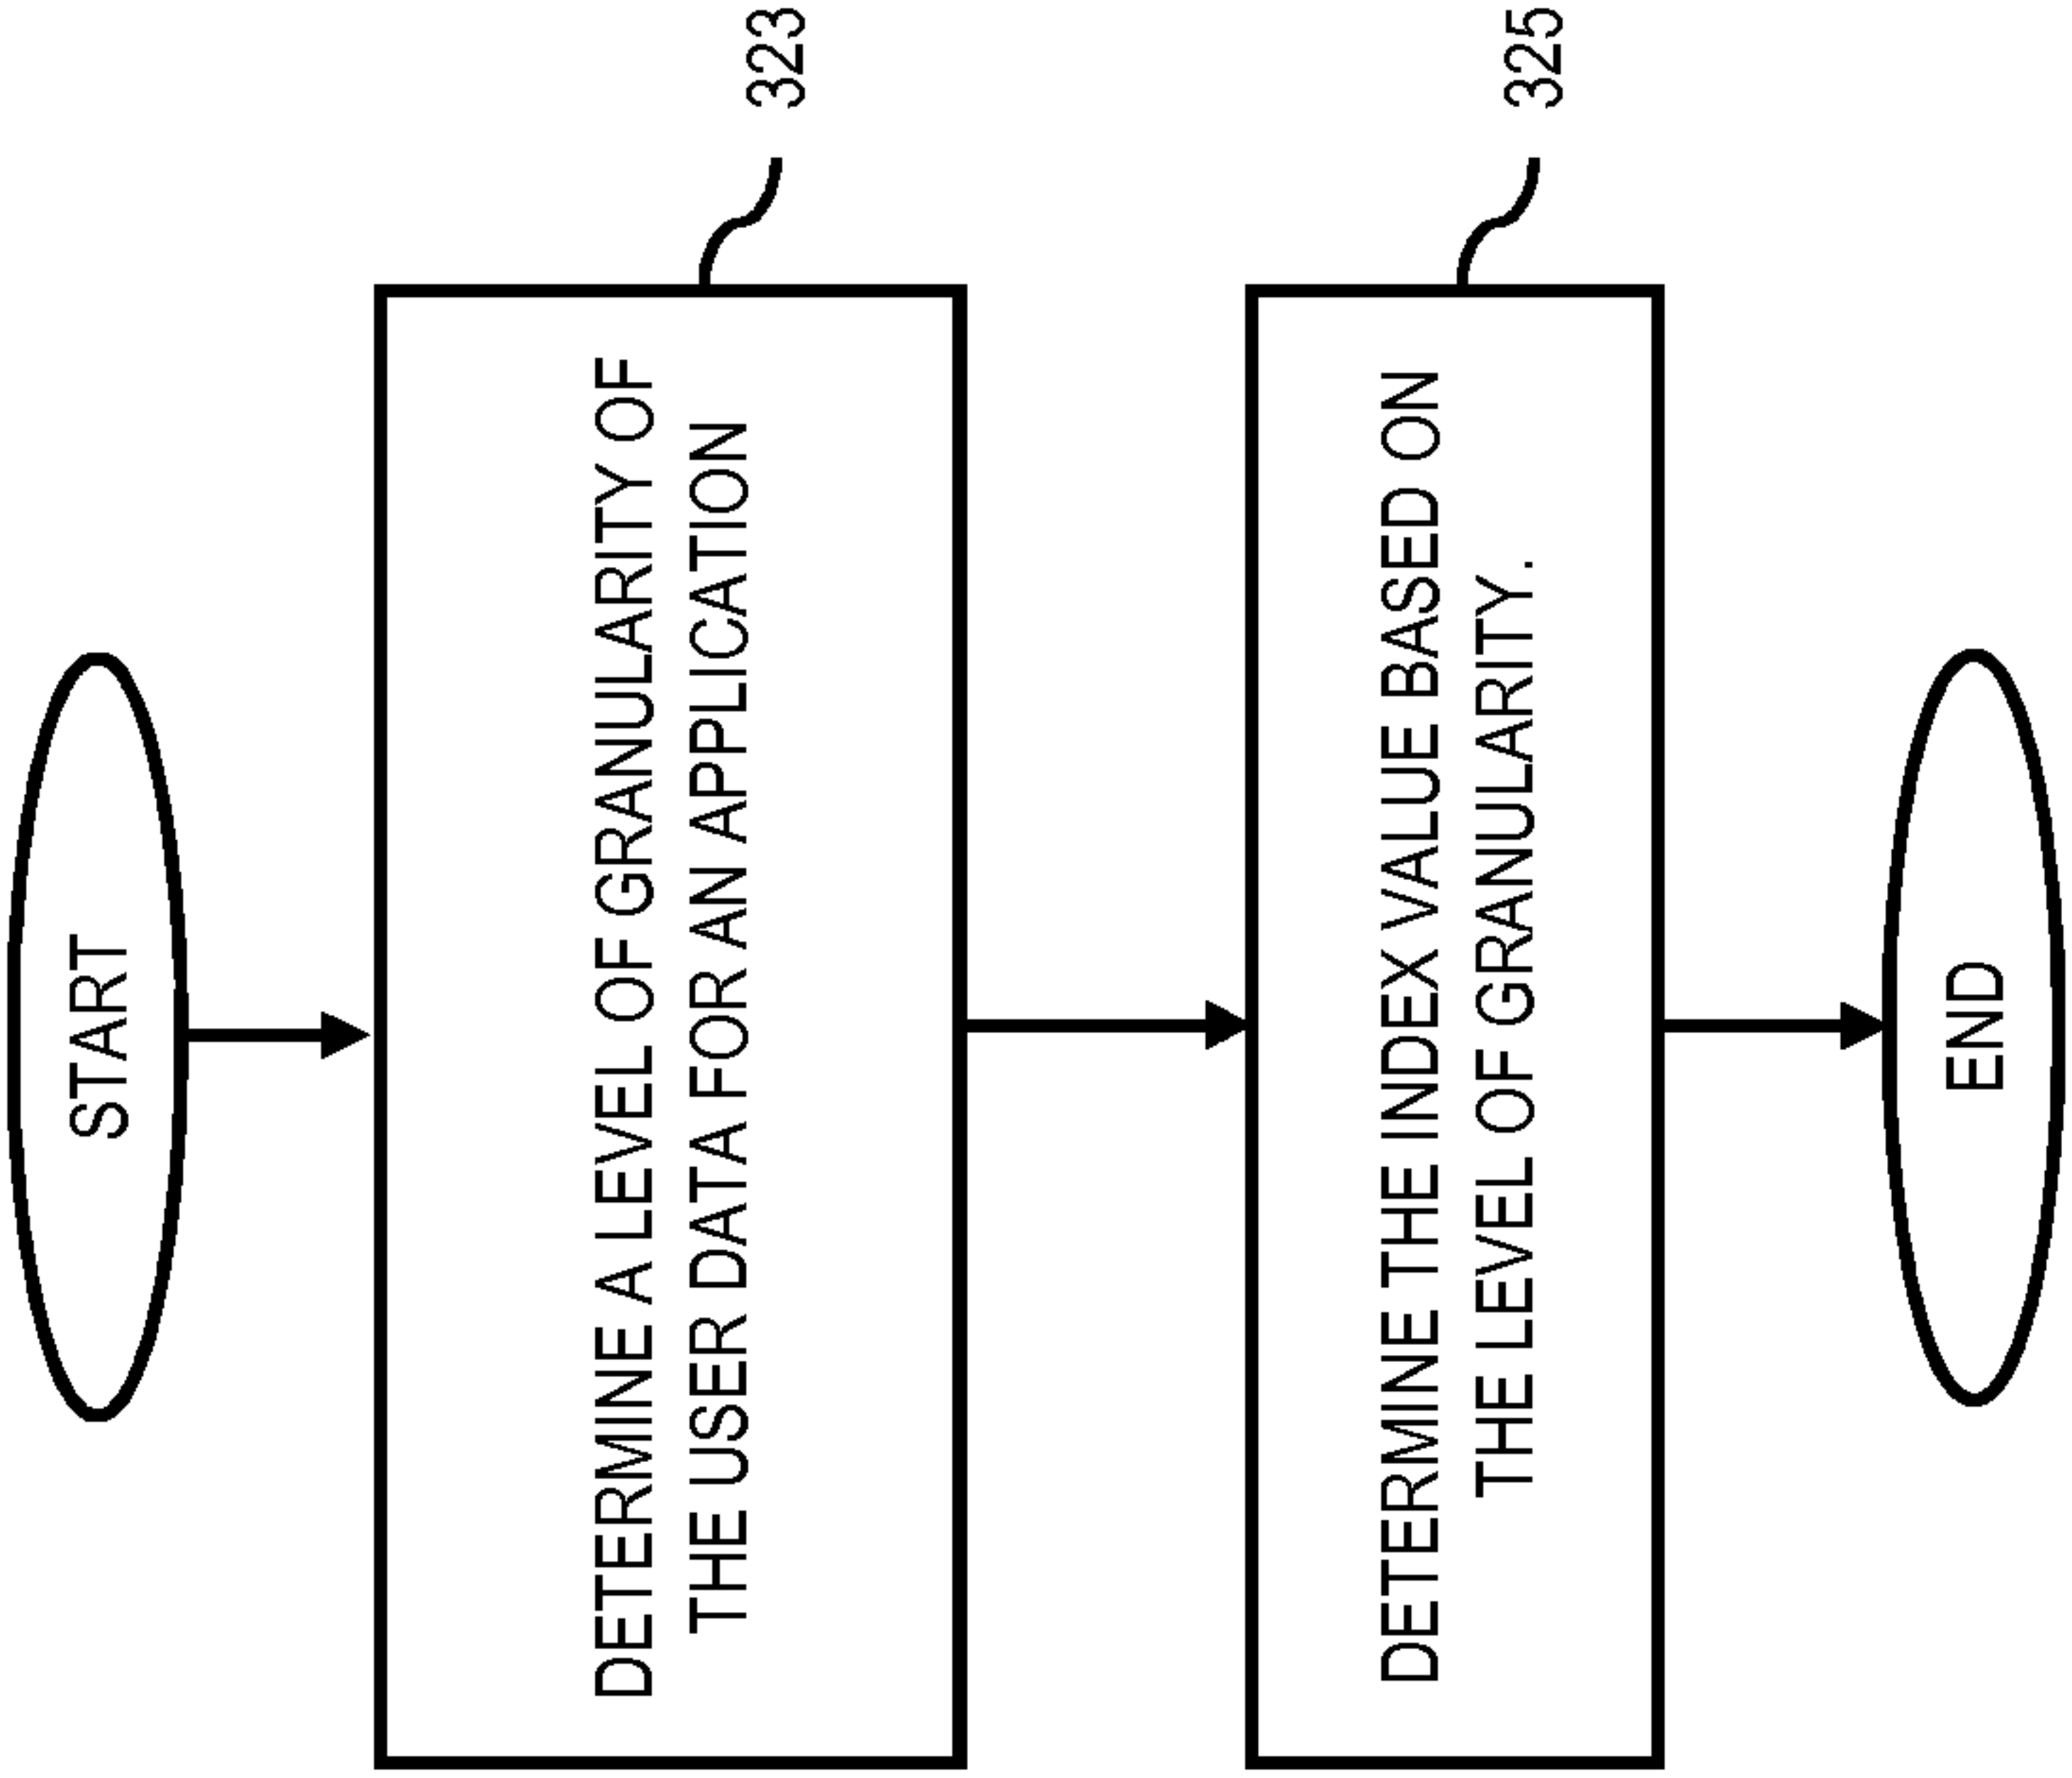 START
DETERMINE A LEVEL OF GRANULARITY OF
THE USER DATA FOR AN APPLICATION
323
DETERMINE THE INDEX VALUE BASED ON
THE LEVEL OF GRANULARITY.
325
END